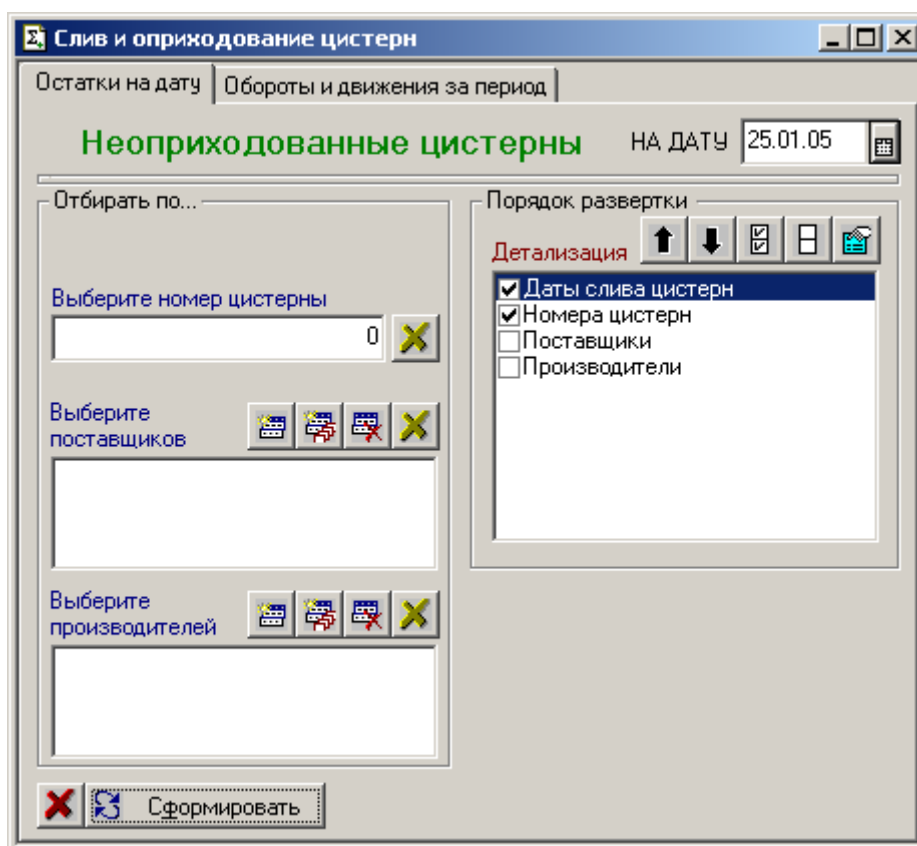 Слив и оприходование цистерн
Остатки на дату
Обороты и движения за период
Неоприходованные цистерны
НА ДАТУ
25.01.05
Отбирать по...
Выберите номер цистерны
0
Выберите
поставщиков
Выберите
производителей
Порядок развертки
Детализация
Даты слива цистерн
Номера цистерн
Поставщики
Производители
Сформировать